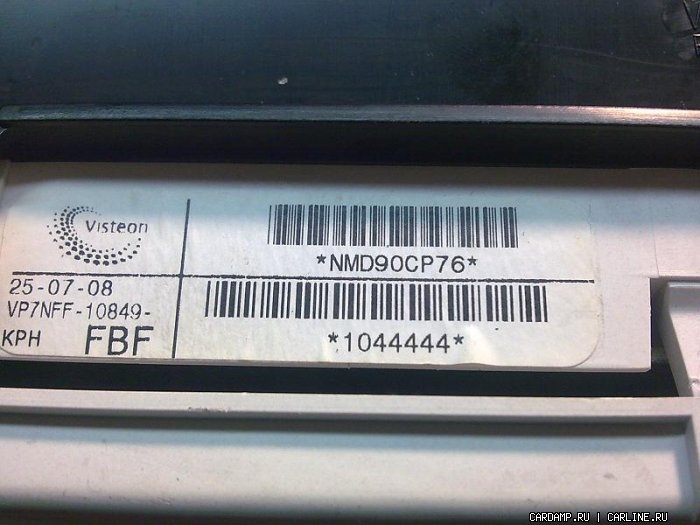 Visteon
*NMD90CP76*
25-07-08
VP7NFF-10849-
KPH FBF
*1044444*
CARDAMP.RU | CARLINE.RU